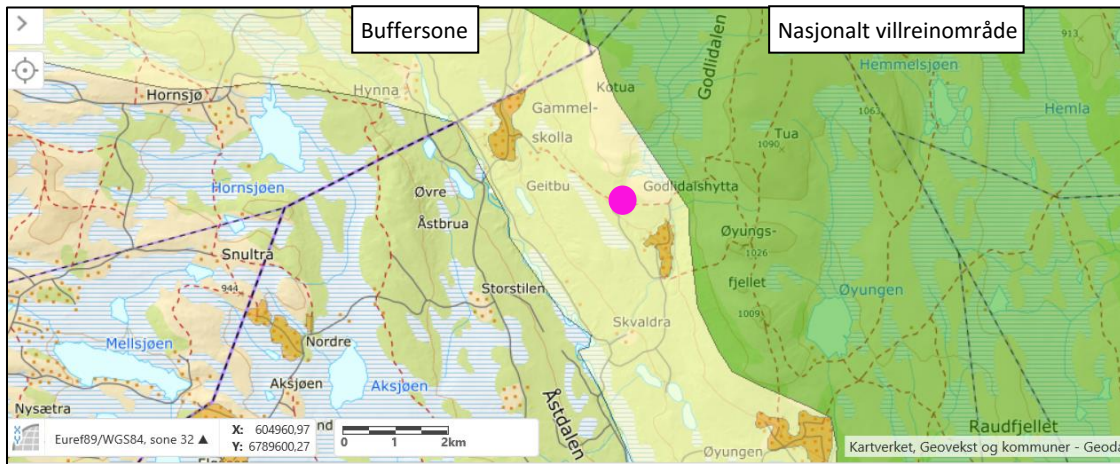 Buffersone
Nasjonalt villreinområde
Hornsjø
Hynna
Kotua
Godlidalen
Hemmelsjøen
913
Gammel-
skolla
1063
Hemla
Tua
1090
Hornsjøen
Øvre
Åstbrua
Geitbu
Godlidalshytta
Snultra
944
Øyungs-
1026
fjellet
Storstilen
Øyungen
1009
Skvaldra
Mellsjøen
Nordre
Aksjøen
Aksjøen
Nysætra
Åstdalen
Øyungen
Raudfjellet
Euref89/WGS84, sone 32 ▲
X: 604960,97
Y: 6789600,27
0 1 2km
Kartverket, Geovekst og kommuner - Geod